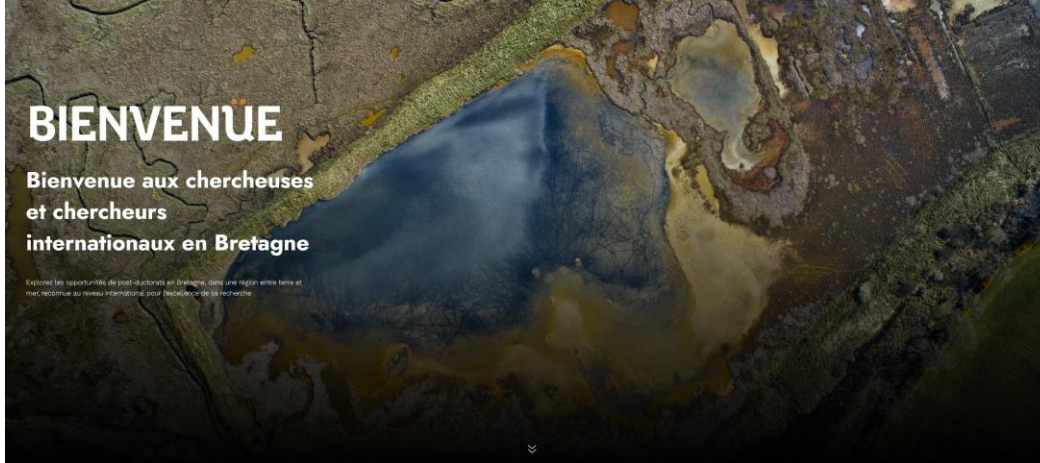 BIENVENÜE
Bienvenue aux chercheuses
et chercheurs
internationaux en Bretagne
Explorez les opportunités de post-doctorats en Bretagne, dans une région entre terre et
mer, reconnue au niveau international pour l'excellence de sa recherche